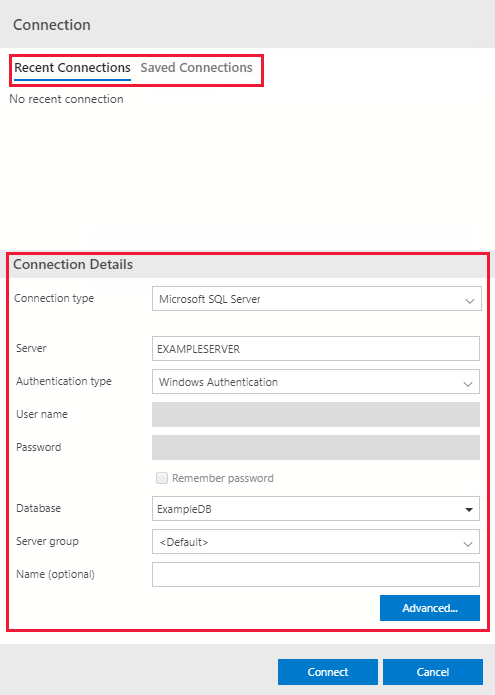 Connection
Recent Connections Saved Connections
No recent connection
Connection Details
Connection type Microsoft SQL Server
Server EXAMPLESERVER
Authentication type Windows Authentication
User name
Password
Remember password
Database ExampleDB
Server group <Default>
Name (optional)
Advanced...
Connect Cancel